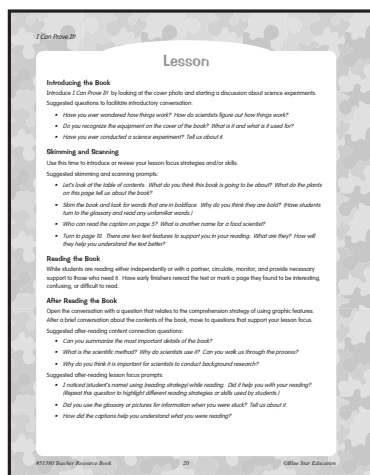 I Can Prove It!
Lesson
Introducing the Book
Introduce I Can Prove It! by looking at the cover photo and starting a discussion about science experiments.
Suggested questions to facilitate introductory conversation:
• Have you ever wondered how things work? How do scientists figure out how things work?
• Do you recognize the equipment on the cover of the book? What is it and what is it used for?
• Have you ever conducted a science experiment? Tell us about it.
Skimming and Scanning
Use this time to introduce or review your lesson focus strategies and/or skills.
Suggested skimming and scanning prompts:
• Let's look at the table of contents. What do you think this book is going to be about? What do the plants
on this page tell us about the book?
• Skim the book and look for words that are in boldface. Why do you think they are bold? (Have students
turn to the glossary and read any unfamiliar words.)
• Who can read the caption on page 5? What is another name for a food scientist?
• Turn to page 10. There are two text features to support you in your reading. What are they? How will
they help you understand the text better?
Reading the Book
While students are reading either independently or with a partner, circulate, monitor, and provide necessary
support to those who need it. Have early finishers reread the text or mark a page they found to be interesting,
confusing, or difficult to read.
After Reading the Book
Open the conversation with a question that relates to the comprehension strategy of using graphic features.
After a brief conversation about the contents of the book, move to questions that support your lesson focus.
Suggested after-reading content connection questions:
• Can you summarize the most important details of the book?
• What is the scientific method? Why do scientists use it? Can you walk us through the process?
• Why do you think it is important for scientists to conduct background research?
Suggested after-reading lesson focus prompts:
• I noticed (student's name) using (reading strategy) while reading. Did it help you with your reading?
(Repeat this question to highlight different reading strategies or skills used by students.)
• Did you use the glossary or pictures for information when you were stuck? Tell us about it.
• How did the captions help you understand what you were reading?
#51380 Teacher Resource Book 20 ©Blue Star Education